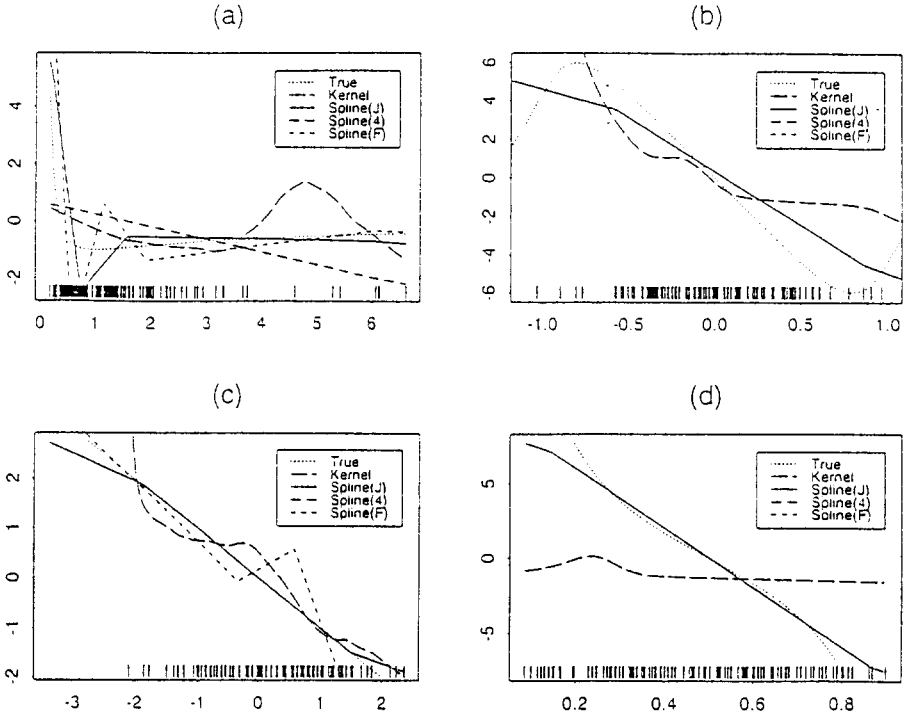 (a)
True
Kernel
Spline(J)
Spline(4)
Spline(F)
4
2
0
-2
0 1 2 3 4 5 6
(b)
True
Kernel
Spline(J)
Spline(4)
Spline(F)
6
4
2
0
-2
-4
-6
-1.0 -0.5 0.0 0.5 1.0
(c)
True
Kernel
Spline(J)
Spline(4)
Spline(F)
2
1
0
-1
-2
-3 -2 -1 0 1 2
(d)
True
Kernel
Spline(J)
Spline(4)
Spline(F)
5
0
-5
0.2 0.4 0.6 0.8